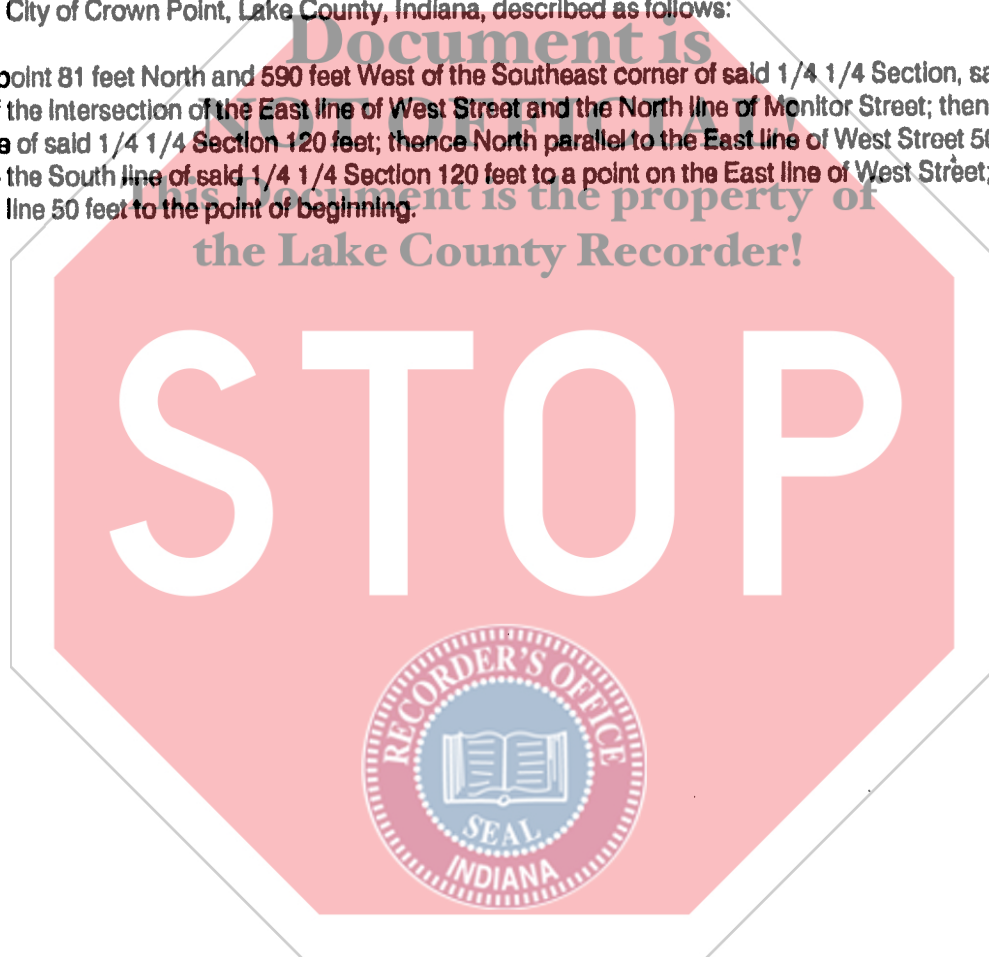 City of Crown Point, Lake County, Indiana, described as follows:
Document is
point 81 feet North and 590 feet West of the Southeast corner of said 1/4 1/4 Section, sa
the Intersection of the East line of West Street and the North line of Monitor Street; then
NOT OFFICIAL!
e of said 1/4 1/4 Section 120 feet; thence North parallel to the East line of West Street 50
the South line of said 1/4 1/4 Section 120 feet to a point on the East line of West Street;
This Document is the property of
line 50 feet to the point of beginning.
the Lake County Recorder!
STOP
RECORDER'S OFFICE
SEAL
INDIANA